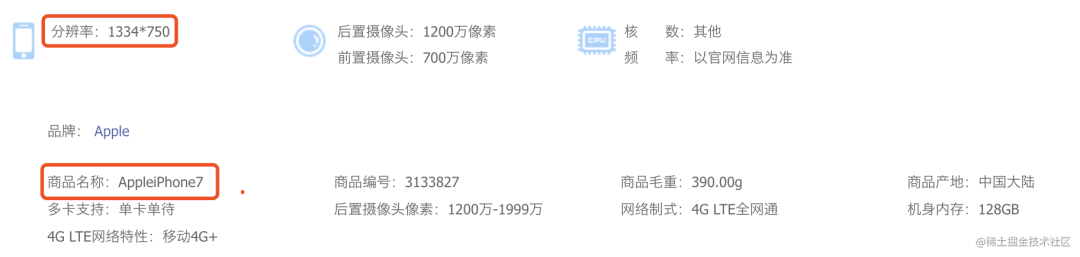 分辨率：1334*750
后置摄像头：1200万像素
前置摄像头：700万像素
CPU
核　　数：其他
频　　率：以官网信息为准
品牌： Apple
商品名称：AppleiPhone7
商品编号：3133827
商品毛重：390.00g
商品产地：中国大陆
多卡支持：单卡单待
后置摄像头像素：1200万-1999万
网络制式：4G LTE全网通
机身内存：128GB
4G LTE网络特性：移动4G+
@稀土掘金技术社区